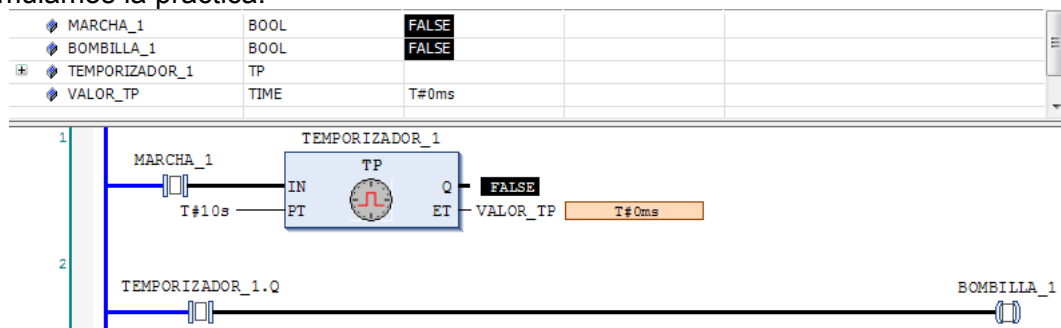 MARCHA_1 BOOL FALSE
BOMBILLA_1 BOOL FALSE
TEMPORIZADOR_1 TP
VALOR_TP TIME T#0ms
1
TEMPORIZADOR_1
MARCHA_1
TP
IN Q FALSE
T#10s PT ET VALOR_TP T#0ms
2
TEMPORIZADOR_1.Q BOMBILLA_1